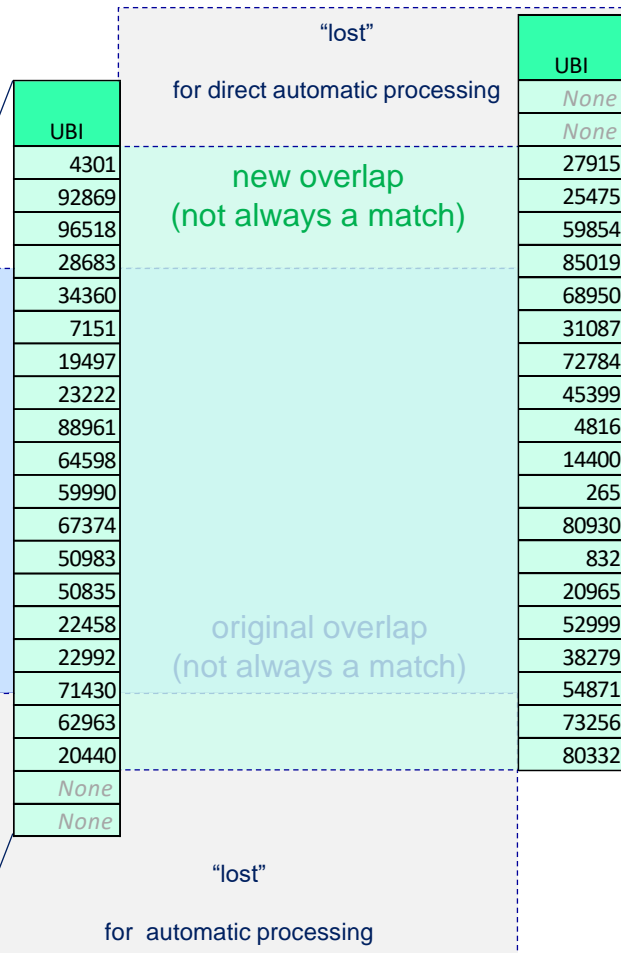 UBI
4301
92869
96518
28683
34360
7151
19497
23222
88961
64598
59990
67374
50983
50835
22458
22992
71430
62963
20440
None
None
“lost”
for direct automatic processing
new overlap
(not always a match)
original overlap
(not always a match)
“lost”
for automatic processing
UBI
None
None
27915
25475
59854
85019
68950
31087
72784
45399
4816
14400
265
80930
832
20965
52999
38279
54871
73256
80332